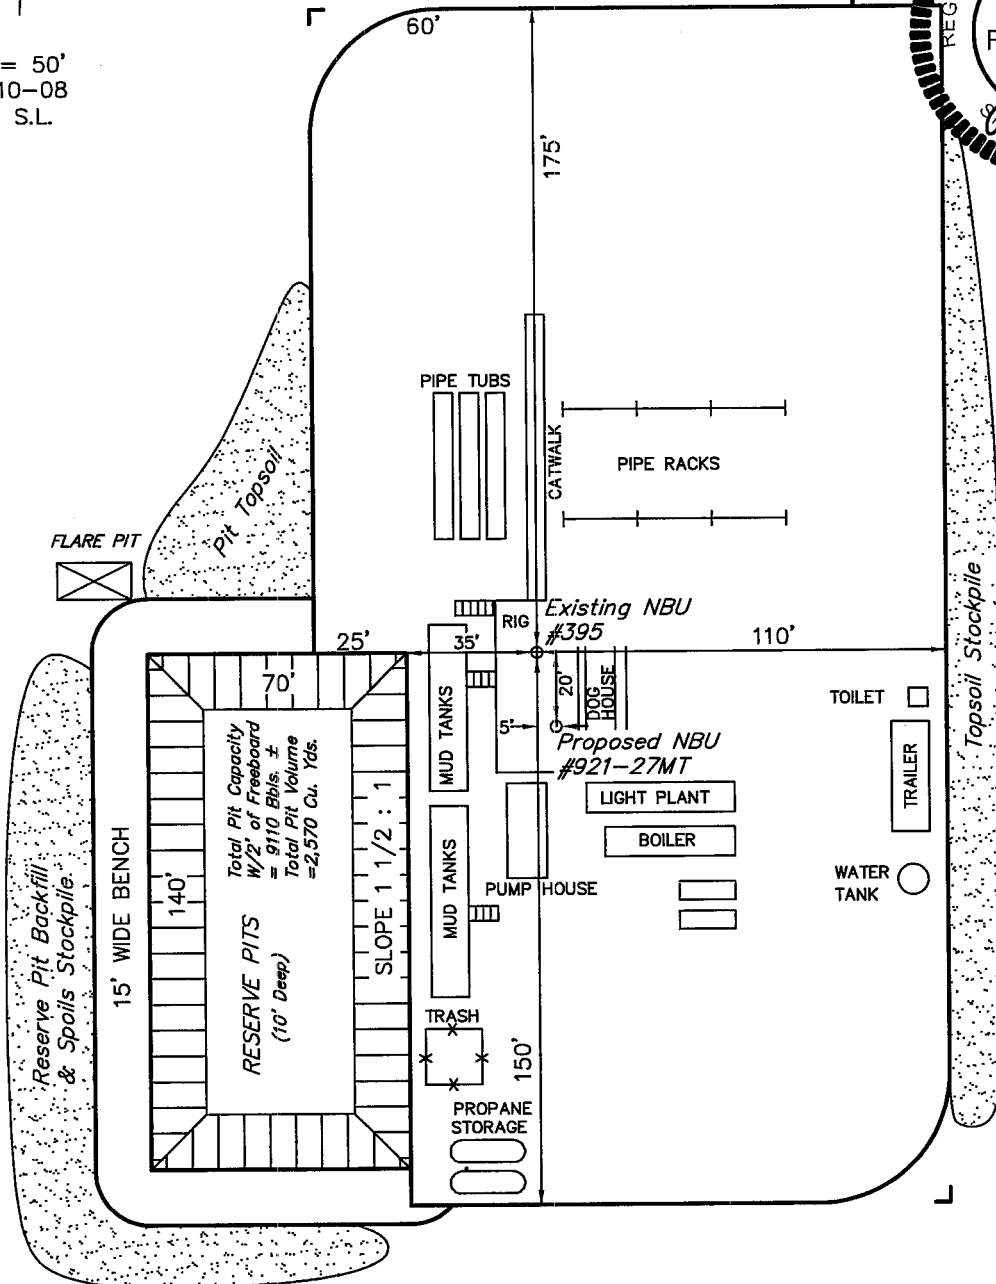 = 50'
10-08
S.L.
60'
REG
175'
PIPE TUBS
CATWALK
PIPE RACKS
Pit Topsoil
FLARE PIT
RIG
Existing NBU
#395
25'
35'
110'
70'
20'
DOG
HOUSE
5'
Proposed NBU
#921-27MT
TOILET
TRAILER
Topsoil Stockpile
MUD TANKS
LIGHT PLANT
BOILER
PUMP HOUSE
WATER
TANK
Total Pit Capacity
W/2' of Freeboard
= 9110 Bbls. ±
Total Pit Volume
=2,570 Cu. Yds.
SLOPE 1 1/2 : 1
140'
RESERVE PITS
(10' Deep)
15' WIDE BENCH
Reserve Pit Backfill
& Spoils Stockpile.
MUD TANKS
TRASH
150'
PROPANE
STORAGE